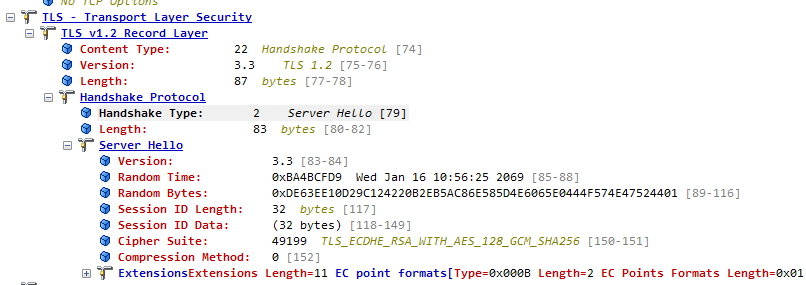 No TCP Options
TLS - Transport Layer Security
TLS v1.2 Record Layer
Content Type: 22 Handshake Protocol [74]
Version: 3.3 TLS 1.2 [75-76]
Length: 87 bytes [77-78]
Handshake Protocol
Handshake Type: 2 Server Hello [79]
Length: 83 bytes [80-82]
Server Hello
Version: 3.3 [83-84]
Random Time: 0xBA4BCFD9 Wed Jan 16 10:56:25 2069 [85-88]
Random Bytes: 0xDE63EE10D29C124220B2EB5AC86E585D4E6065E0444F574E47524401 [89-116]
Session ID Length: 32 bytes [117]
Session ID Data: (32 bytes) [118-149]
Cipher Suite: 49199 TLS_ECDHE_RSA_WITH_AES_128_GCM_SHA256 [150-151]
Compression Method: 0 [152]
ExtensionsExtensions Length=11 EC point formats[Type=0x000B Length=2 EC Points Formats Length=0x01